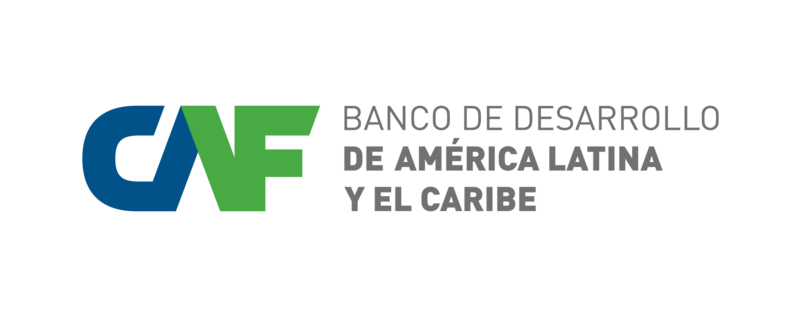 CAF
BANCO DE DESARROLLO
DE AMÉRICA LATINA
Y EL CARIBE